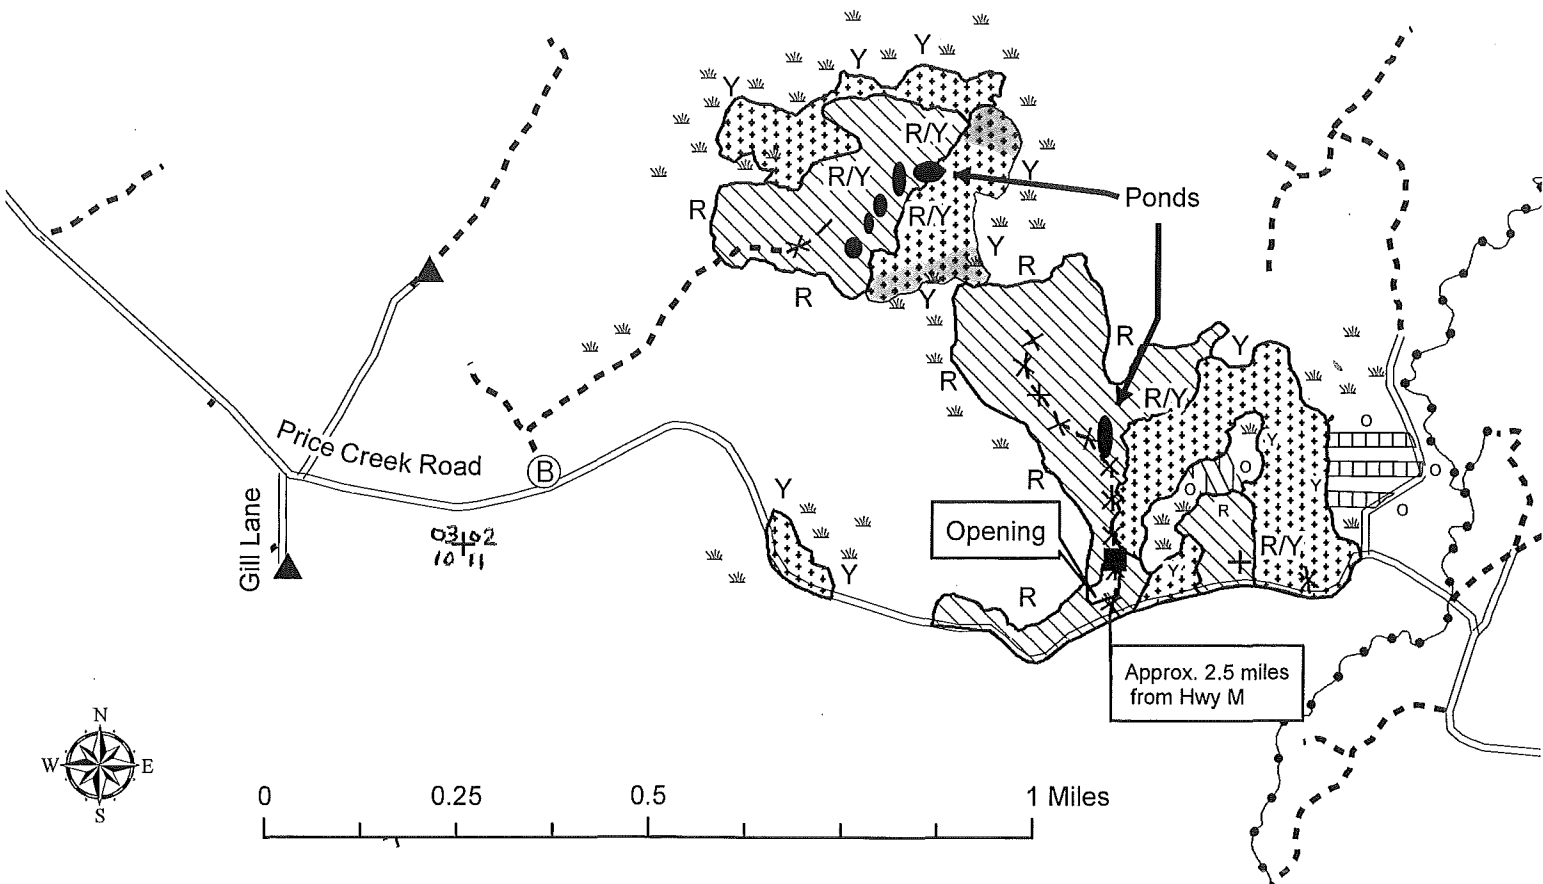 Y
Y
Y
R/Y
R/Y
Y
Ponds
R
R/Y
Y
R
R
Y
R
Y
R
R/Y
O
Price Creek Road
Y
O
O
B
R
Y
O
Y
R
O
Gill Lane
Opening
03 02
10 11
R/Y
Y
Y
R
Approx. 2.5 miles
from Hwy M
N
W E
S
0 0.25 0.5 1 Miles